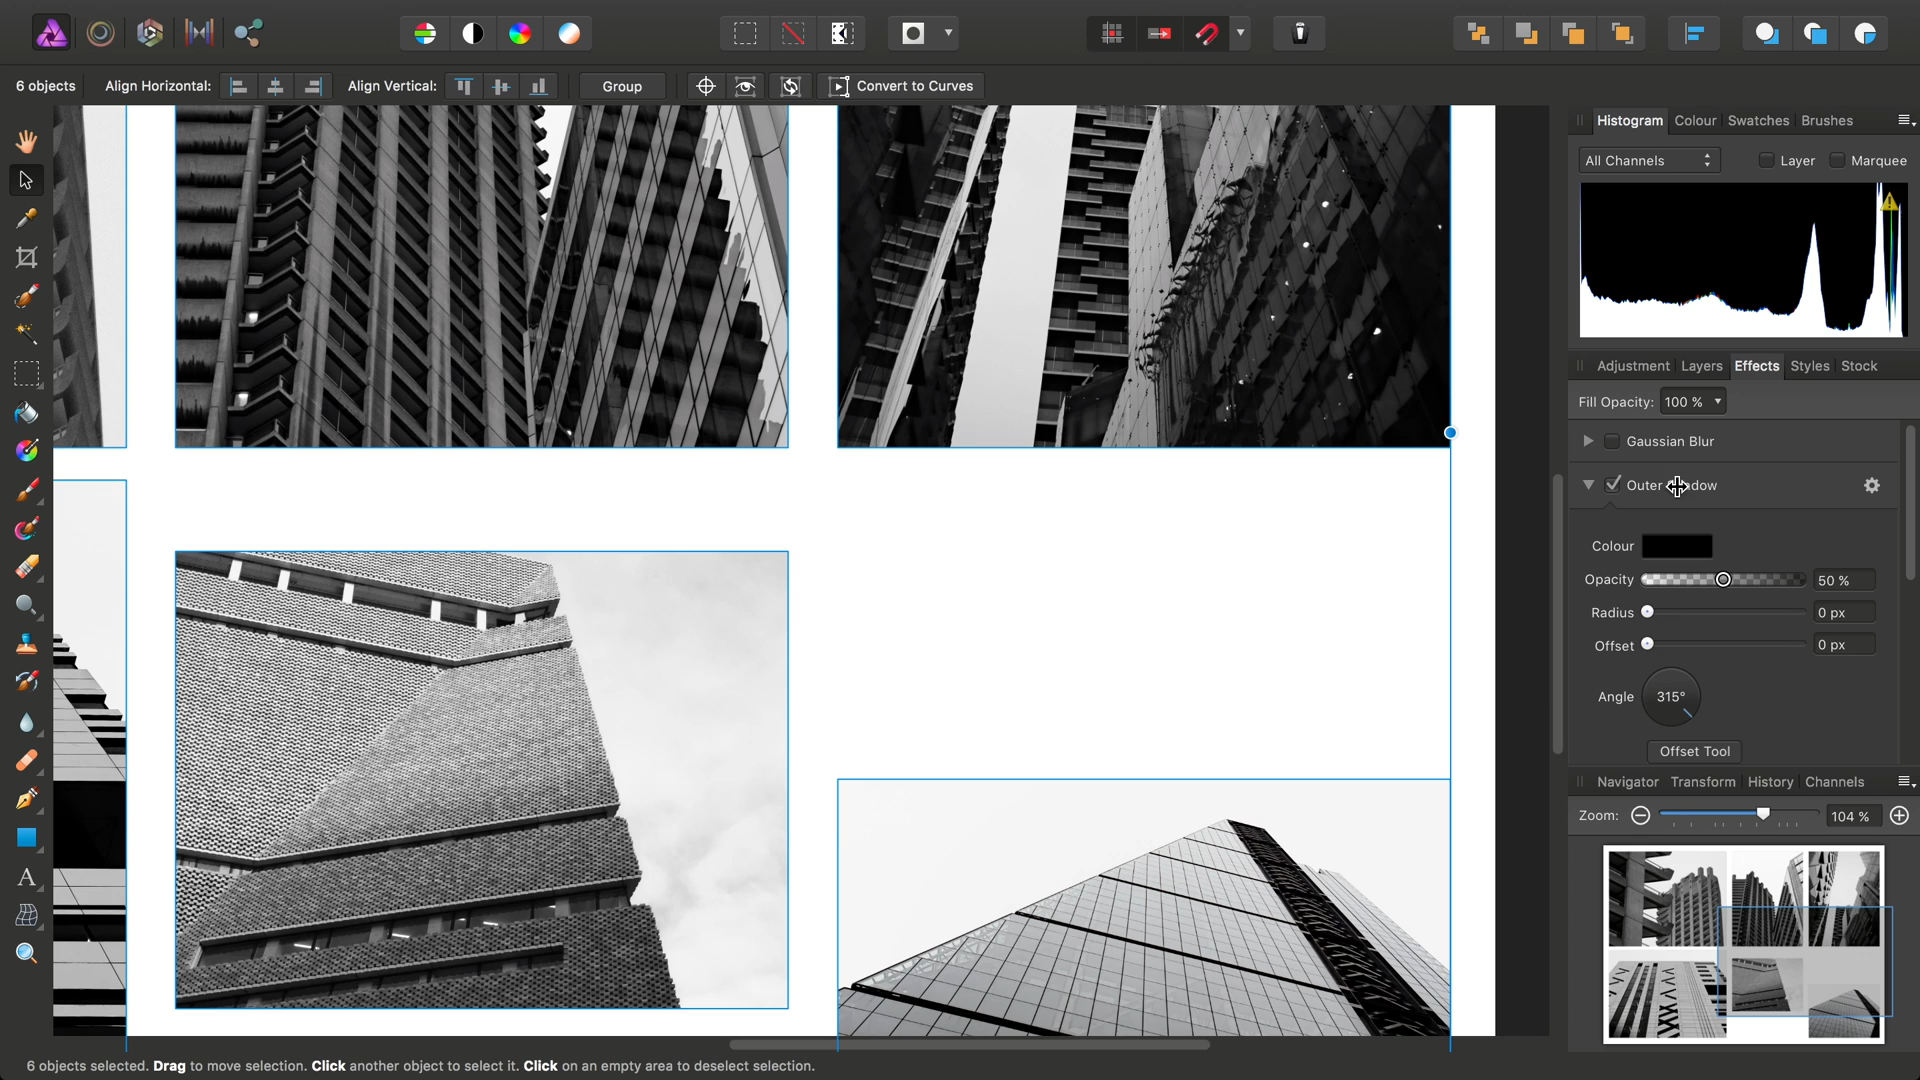 6 objects Align Horizontal: Align Vertical: Group Convert to Curves
Histogram Colour Swatches Brushes
All Channels Layer Marquee
Adjustment Layers Effects Styles Stock
Fill Opacity: 100 %
Gaussian Blur
Outer
Colour
Opacity 50 %
Radius 0 px
Offset 0 px
Angle 315°
Offset Tool
Navigator Transform History Channels
Zoom: 104 %
6 objects selected. Drag to move selection. Click another object to select it. Click on an empty area to deselect selection.